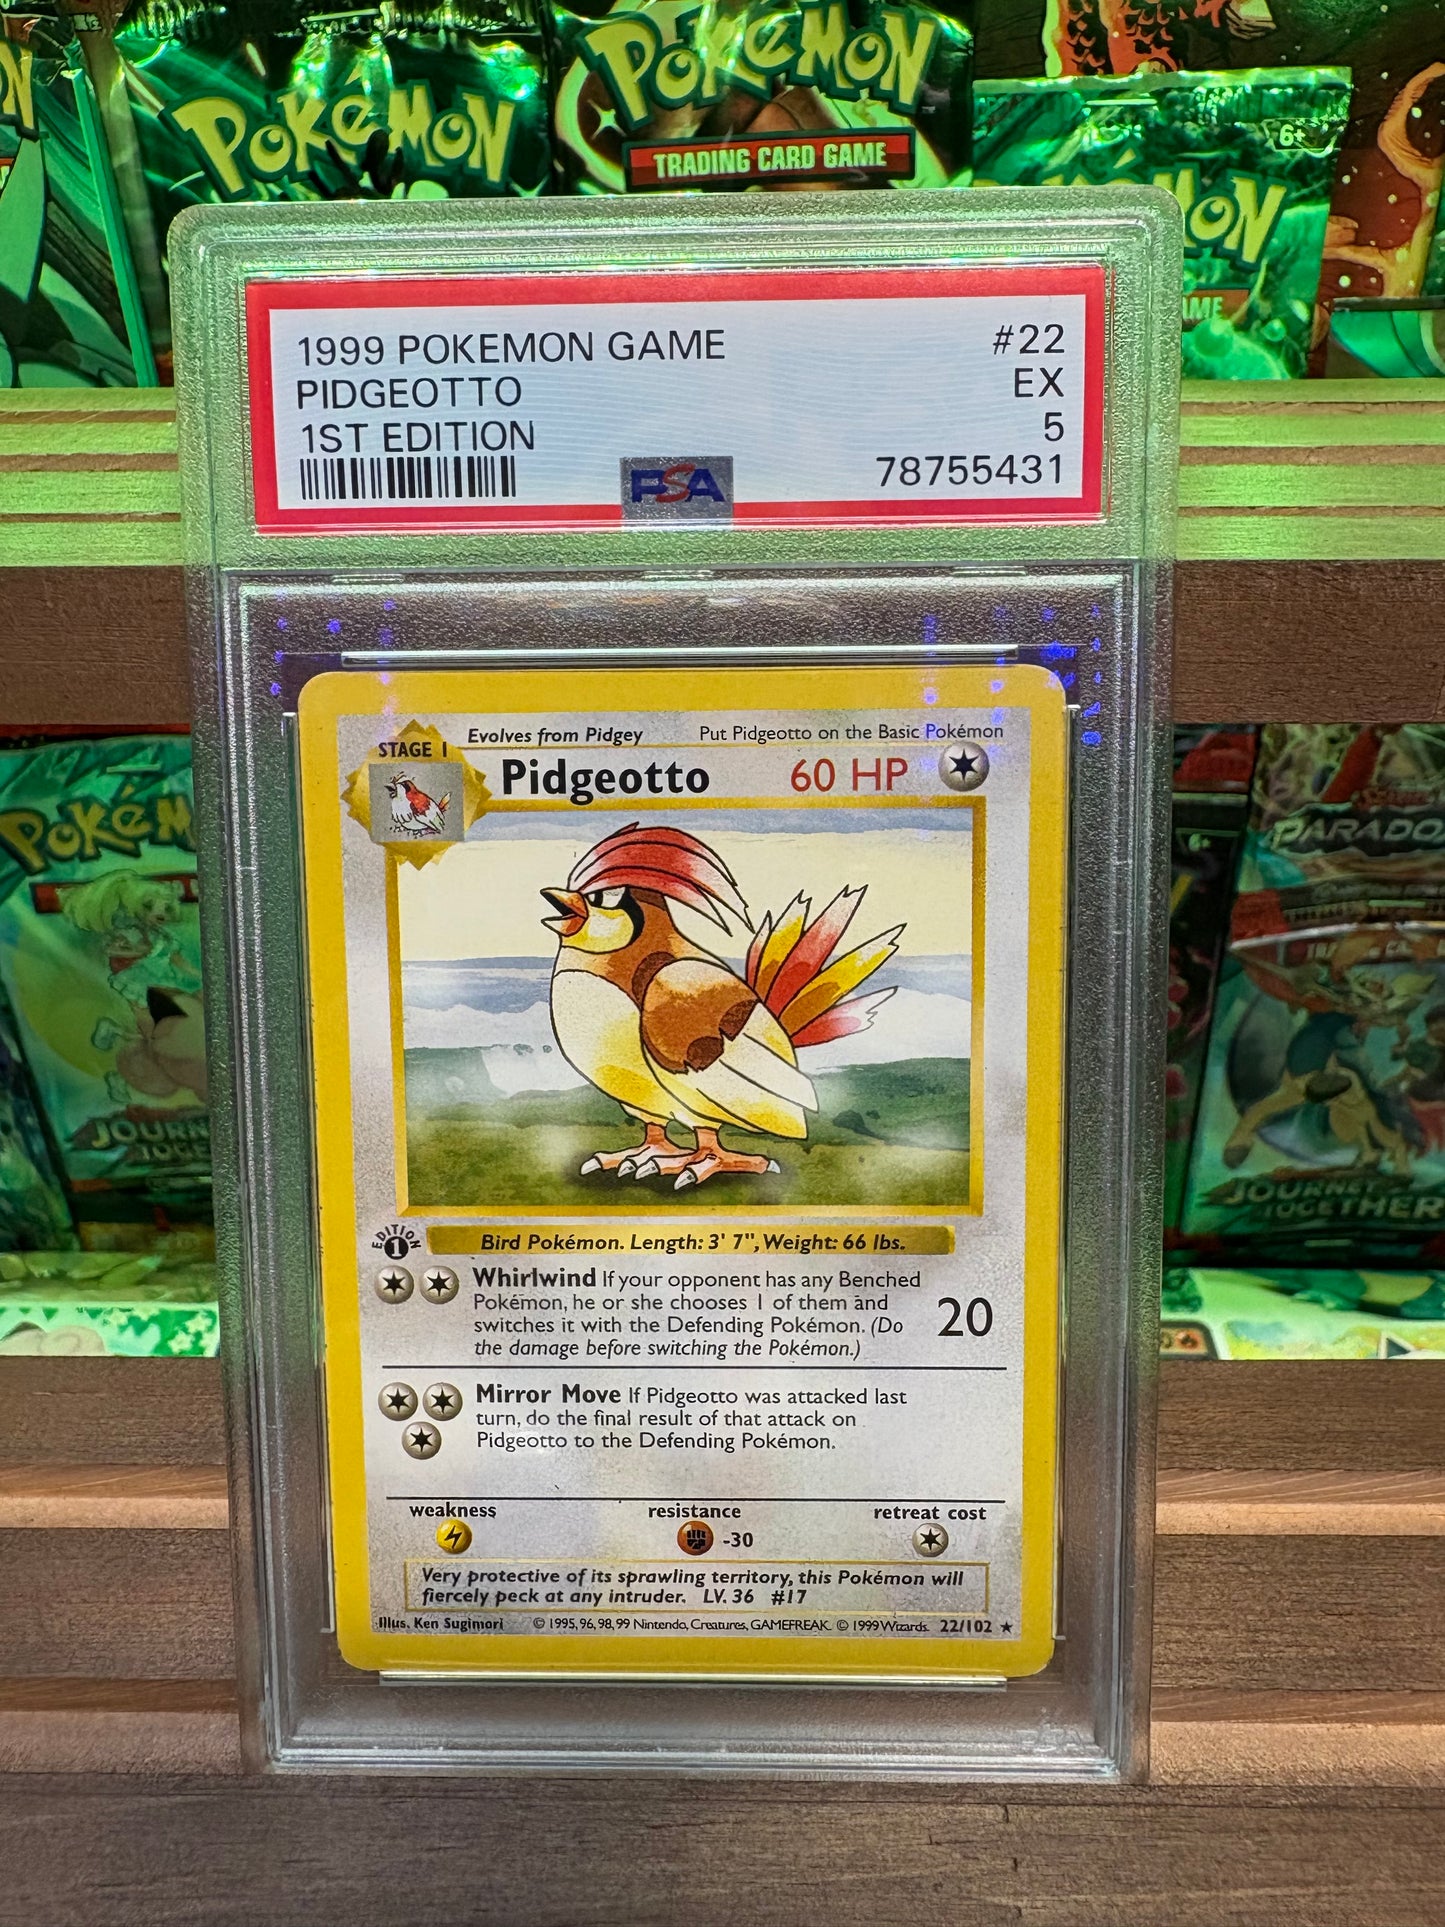 POKéMON
POKéMON
TRADING CARD GAME
6+
1999 POKEMON GAME #22
PIDGEOTTO EX
1ST EDITION 5
PSA 78755431
STAGE 1 Evolves from Pidgey Put Pidgeotto on the Basic Pokémon
Pidgeotto 60 HP
EDITION 1
Bird Pokémon. Length: 3' 7", Weight: 66 lbs.
Whirlwind If your opponent has any Benched
Pokémon, he or she chooses 1 of them and
switches it with the Defending Pokémon. (Do
the damage before switching the Pokémon.)
20
Mirror Move If Pidgeotto was attacked last
turn, do the final result of that attack on
Pidgeotto to the Defending Pokémon.
weakness resistance retreat cost
-30
Very protective of its sprawling territory, this Pokémon will
fiercely peck at any intruder. LV. 36 #17
Illus. Ken Sugimori © 1995, 96, 98, 99 Nintendo, Creatures, GAMEFREAK. © 1999 Wizards. 22/102 ★
JOURNEY
TOGETHER